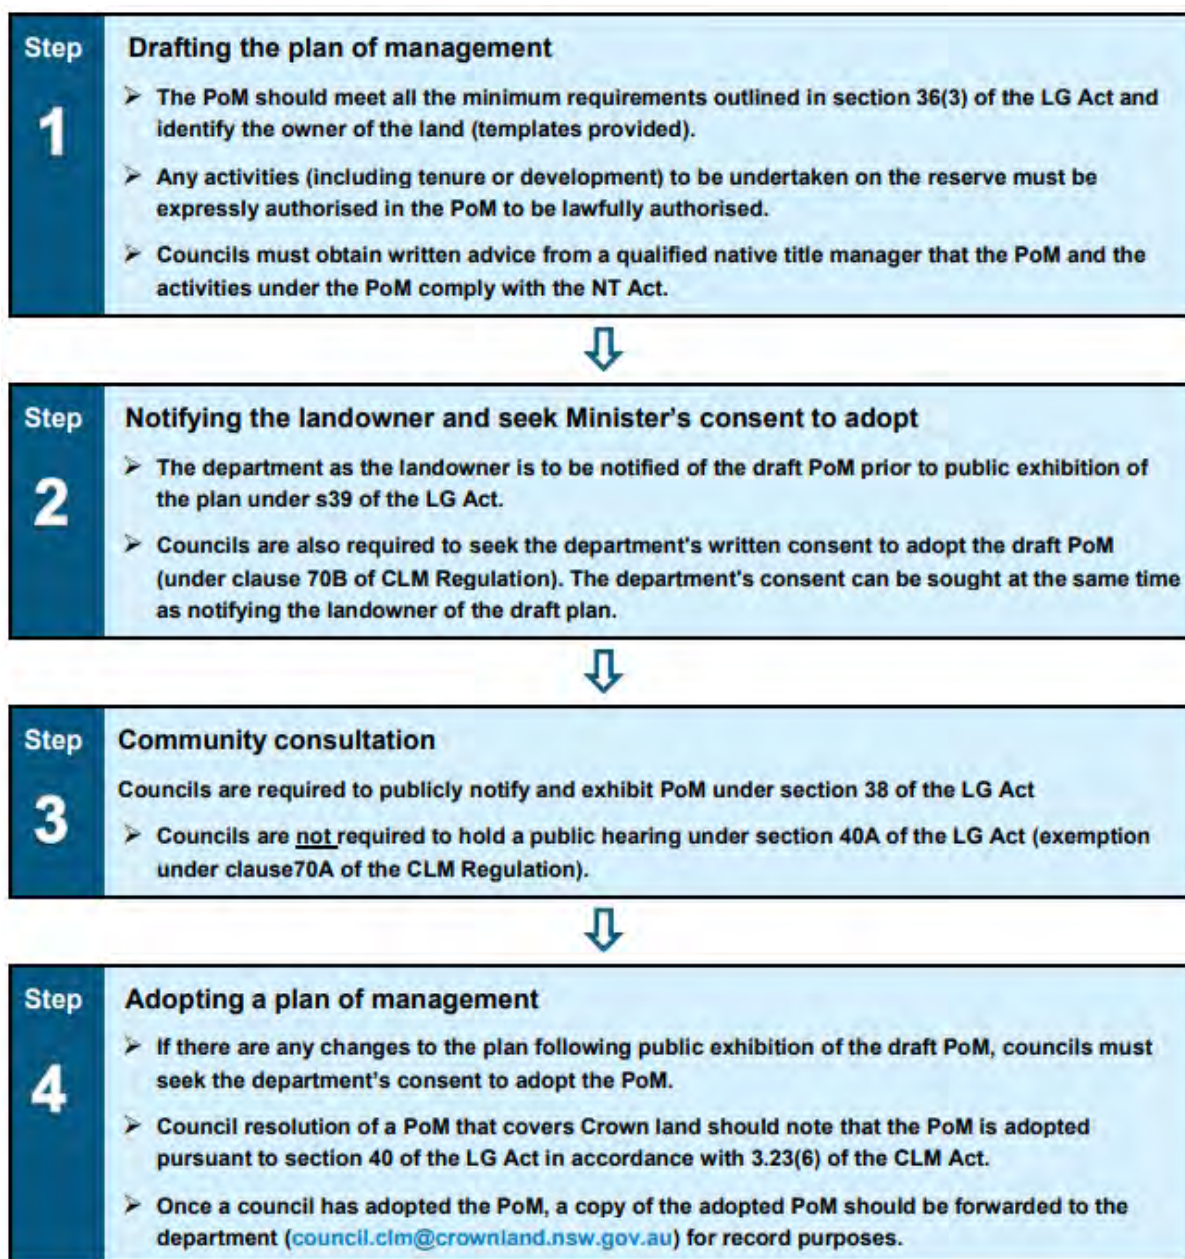 Step
1
Drafting the plan of management
➢ The PoM should meet all the minimum requirements outlined in section 36(3) of the LG Act and
identify the owner of the land (templates provided).
➢ Any activities (including tenure or development) to be undertaken on the reserve must be
expressly authorised in the PoM to be lawfully authorised.
➢ Councils must obtain written advice from a qualified native title manager that the PoM and the
activities under the PoM comply with the NT Act.
Step
2
Notifying the landowner and seek Minister's consent to adopt
➢ The department as the landowner is to be notified of the draft PoM prior to public exhibition of
the plan under s39 of the LG Act.
➢ Councils are also required to seek the department's written consent to adopt the draft PoM
(under clause 70B of CLM Regulation). The department's consent can be sought at the same time
as notifying the landowner of the draft plan.
Step
3
Community consultation
Councils are required to publicly notify and exhibit PoM under section 38 of the LG Act
➢ Councils are not required to hold a public hearing under section 40A of the LG Act (exemption
under clause70A of the CLM Regulation).
Step
4
Adopting a plan of management
➢ If there are any changes to the plan following public exhibition of the draft PoM, councils must
seek the department's consent to adopt the PoM.
➢ Council resolution of a PoM that covers Crown land should note that the PoM is adopted
pursuant to section 40 of the LG Act in accordance with 3.23(6) of the CLM Act.
➢ Once a council has adopted the PoM, a copy of the adopted PoM should be forwarded to the
department (council.clm@crownland.nsw.gov.au) for record purposes.